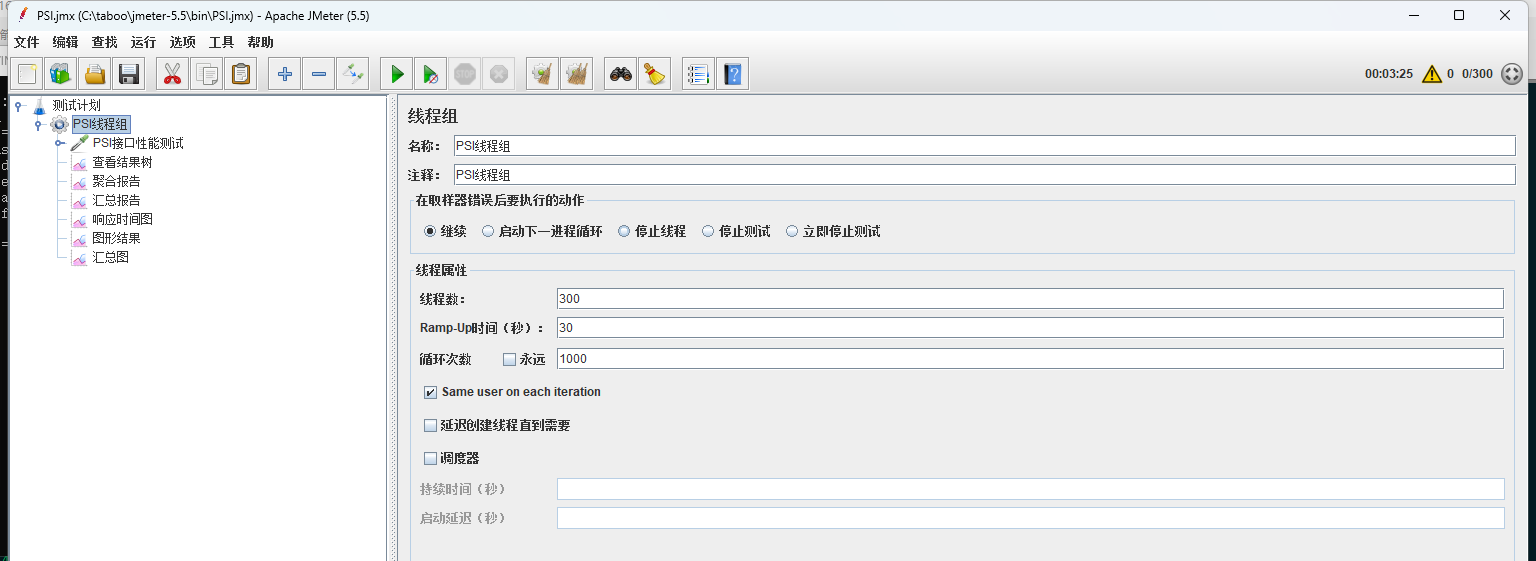 PSI.jmx (C:\taboo\jmeter-5.5\bin\PSI.jmx) - Apache JMeter (5.5)
文件 编辑 查找 运行 选项 工具 帮助
STOP 00:03:25 0 0/300
测试计划
PSI线程组
PSI接口性能测试
查看结果树
聚合报告
汇总报告
响应时间图
图形结果
汇总图
线程组
名称: PSI线程组
注释: PSI线程组
在取样器错误后要执行的动作
继续 启动下一进程循环 停止线程 停止测试 立即停止测试
线程属性
线程数: 300
Ramp-Up时间（秒）: 30
循环次数 永远 1000
Same user on each iteration
延迟创建线程直到需要
调度器
持续时间（秒）
启动延迟（秒）